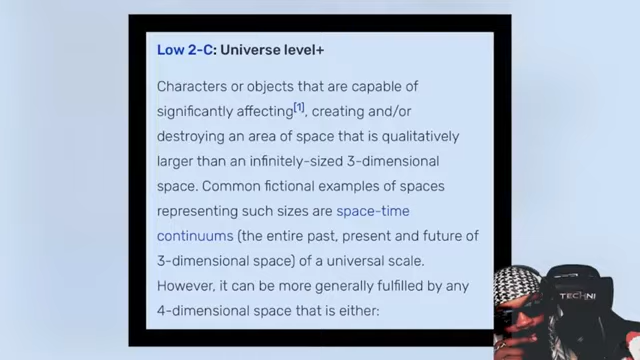 Low 2-C: Universe level+
Characters or objects that are capable of
significantly affecting[1], creating and/or
destroying an area of space that is qualitatively
larger than an infinitely-sized 3-dimensional
space. Common fictional examples of spaces
representing such sizes are space-time
continuums (the entire past, present and future of
3-dimensional space) of a universal scale.
However, it can be more generally fulfilled by any
4-dimensional space that is either:
TECHNI